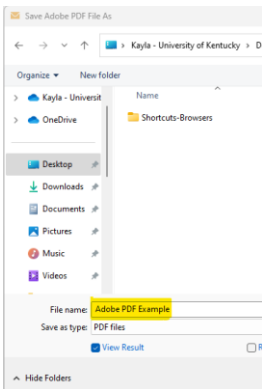 Save Adobe PDF File As
Kayla - University of Kentucky > D
Organize New folder
Name
Kayla - Universit
OneDrive
Shortcuts-Browsers
Desktop
Downloads
Documents
Pictures
Music
Videos
File name: Adobe PDF Example
Save as type: PDF files
View Result R
Hide Folders